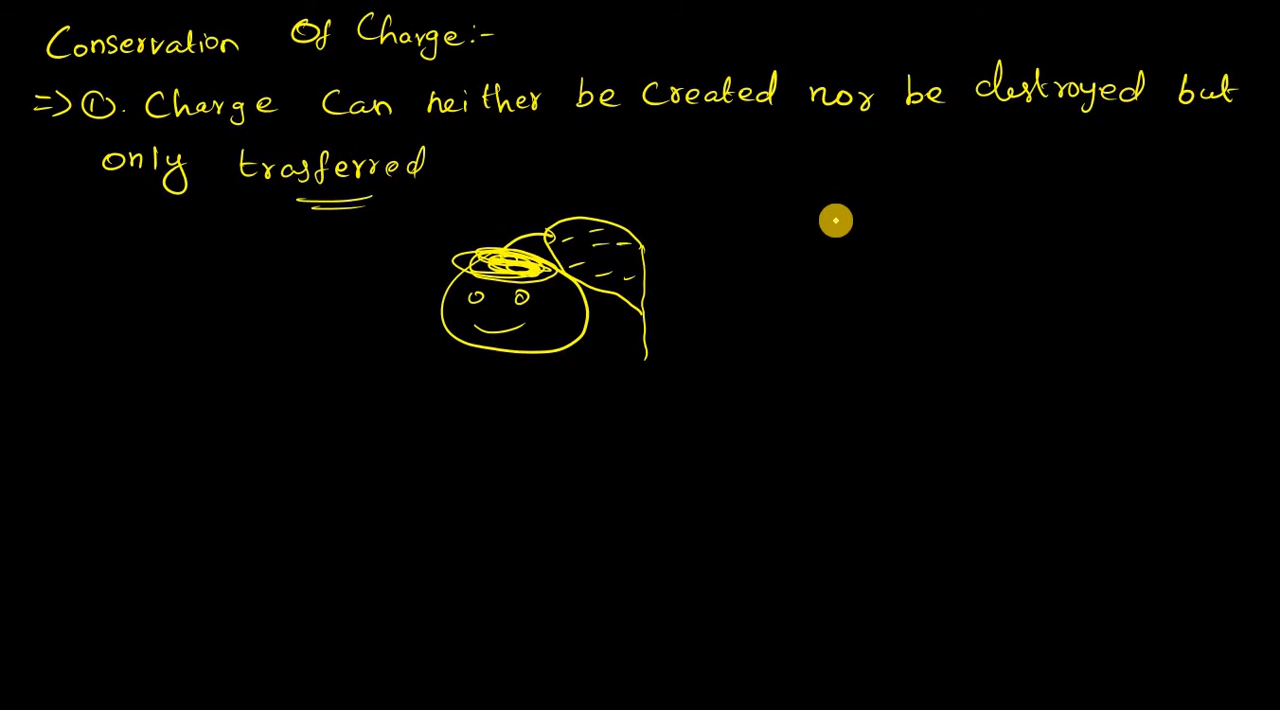 Conservation Of Charge:-
=> ①. Charge Can neither be created nor be destroyed but
only trasferred